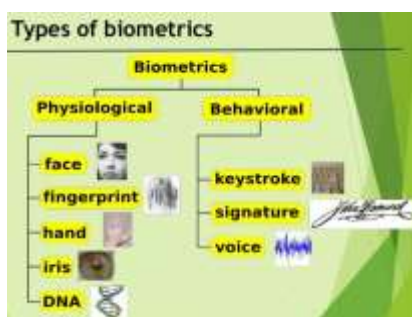 Types of biometrics
Biometrics
Physiological
Behavioral
face
fingerprint
hand
iris
DNA
keystroke
signature
voice